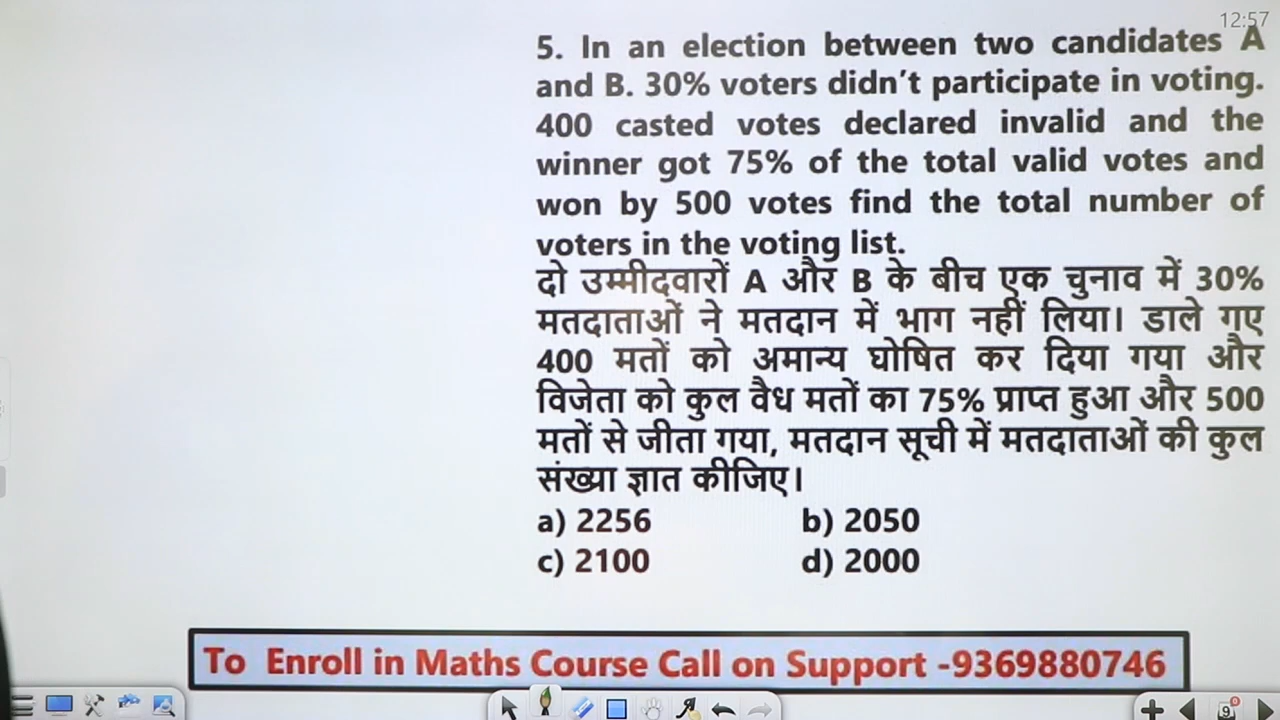 12:57
5. In an election between two candidates A
and B. 30% voters didn't participate in voting.
400 casted votes declared invalid and the
winner got 75% of the total valid votes and
won by 500 votes find the total number of
voters in the voting list.
दो उम्मीदवारों A और B के बीच एक चुनाव में 30%
मतदाताओं ने मतदान में भाग नहीं लिया। डाले गए
400 मतों को अमान्य घोषित कर दिया गया और
विजेता को कुल वैध मतों का 75% प्राप्त हुआ और 500
मतों से जीता गया, मतदान सूची में मतदाताओं की कुल
संख्या ज्ञात कीजिए।
a) 2256 b) 2050
c) 2100 d) 2000
To Enroll in Maths Course Call on Support -9369880746
9